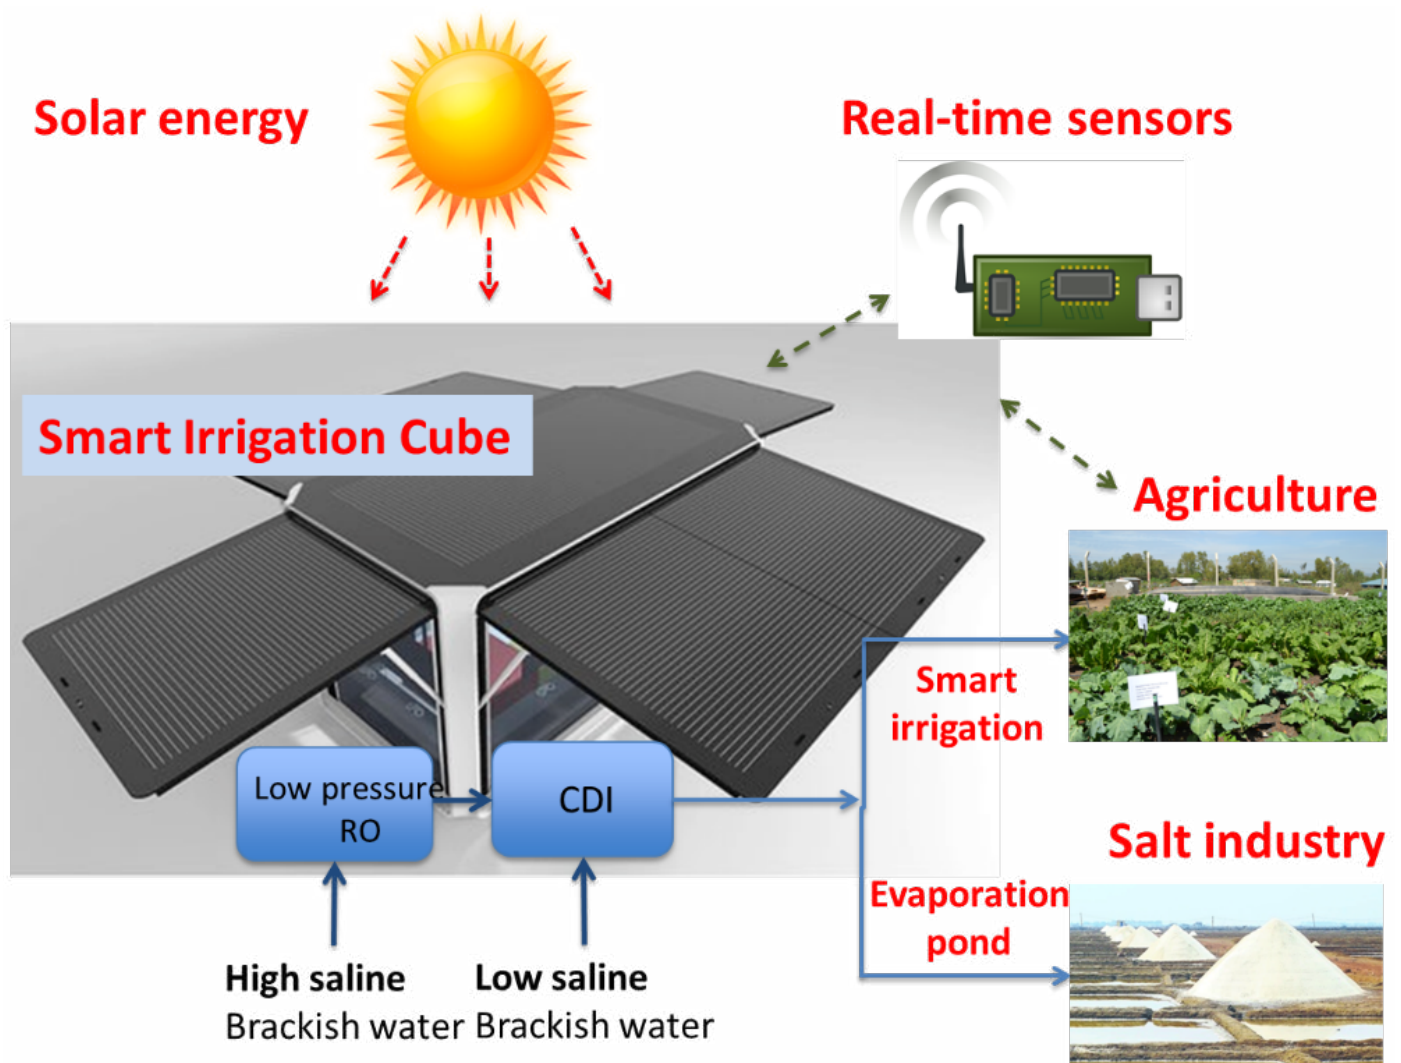 Solar energy
Real-time sensors
Smart Irrigation Cube
Agriculture
Smart
irrigation
Low pressure
RO
CDI
Salt industry
Evaporation
pond
High saline
Brackish water
Low saline
Brackish water